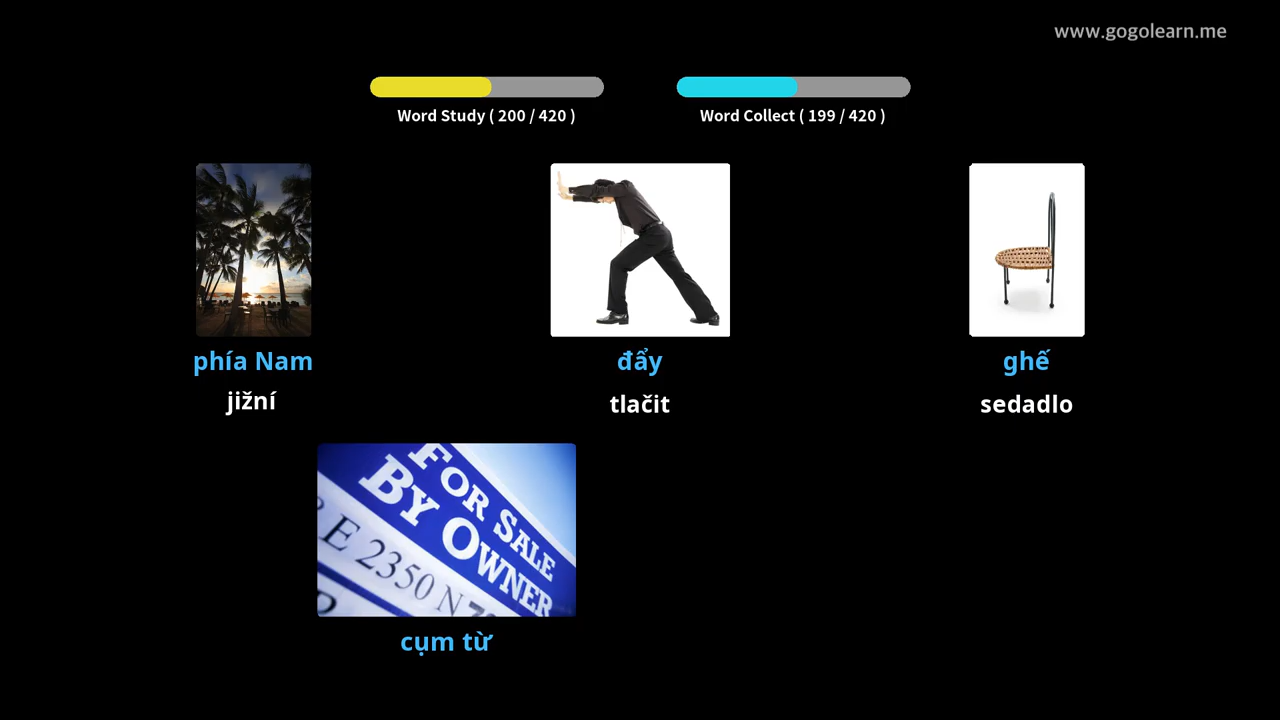 www.gogolearn.me
Word Study ( 200 / 420 )
Word Collect ( 199 / 420 )
phía Nam
đẩy
ghế
jižní
tlačit
sedadlo
FOR SALE
BY OWNER
E 2350 N
cụm từ